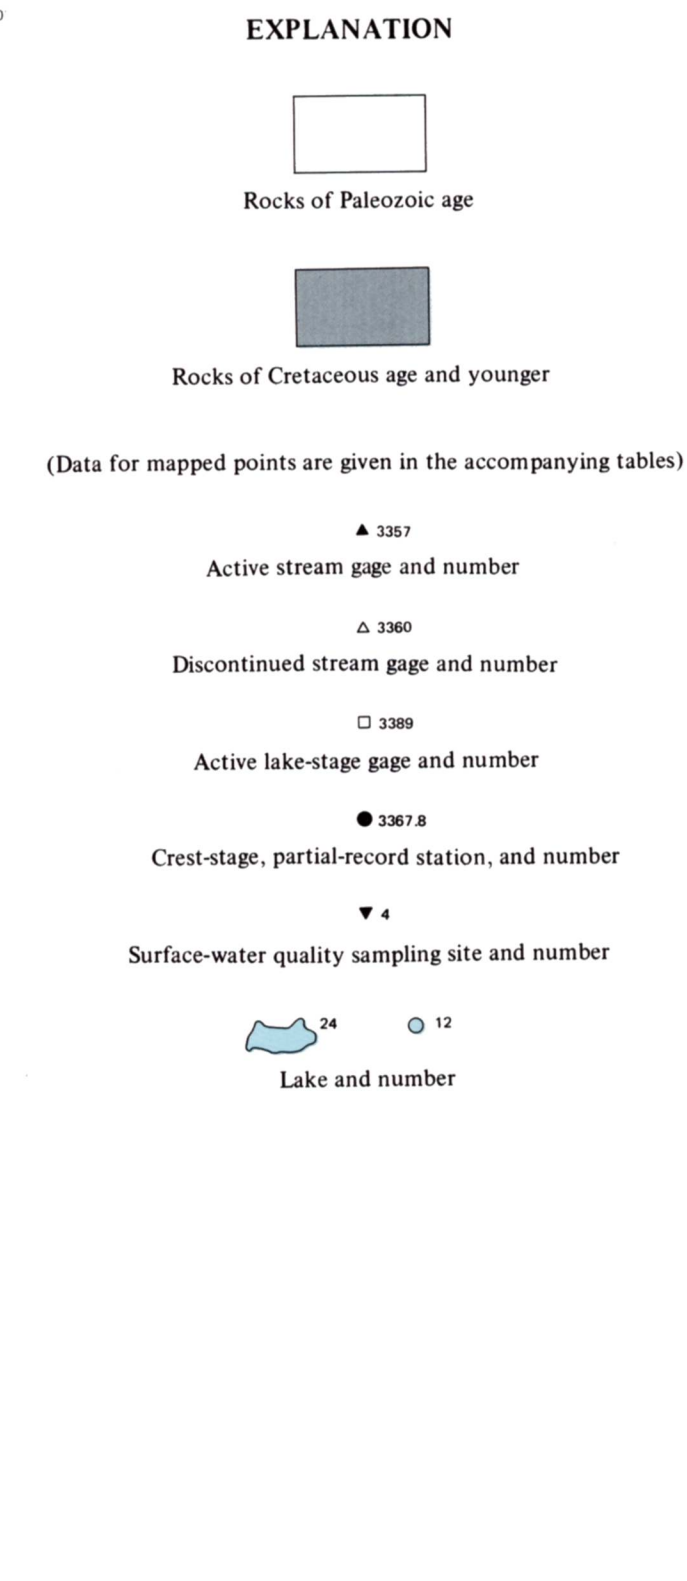 EXPLANATION
Rocks of Paleozoic age
Rocks of Cretaceous age and younger
(Data for mapped points are given in the accompanying tables)
▲ 3357
Active stream gage and number
△ 3360
Discontinued stream gage and number
□ 3389
Active lake-stage gage and number
● 3367.8
Crest-stage, partial-record station, and number
▼ 4
Surface-water quality sampling site and number
24 12
Lake and number